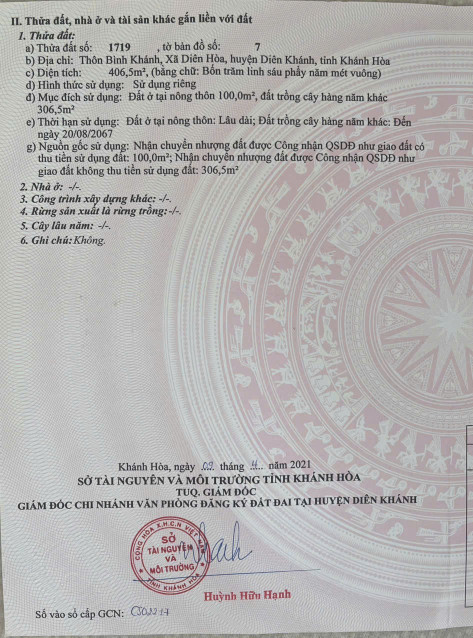 II. Thửa đất, nhà ở và tài sản khác gắn liền với đất
1. Thửa đất:
a) Thửa đất số: 1719 , tờ bản đồ số: 7
b) Địa chỉ: Thôn Bình Khánh, Xã Diên Hòa, huyện Diên Khánh, tỉnh Khánh Hòa
c) Diện tích: 406,5m², (bằng chữ: Bốn trăm linh sáu phẩy năm mét vuông)
d) Hình thức sử dụng: Sử dụng riêng
đ) Mục đích sử dụng: Đất ở tại nông thôn 100,0m², đất trồng cây hàng năm khác
306,5m²
e) Thời hạn sử dụng: Đất ở tại nông thôn: Lâu dài; Đất trồng cây hàng năm khác: Đến
ngày 20/08/2067
g) Nguồn gốc sử dụng: Nhận chuyển nhượng đất được Công nhận QSDĐ như giao đất có
thu tiền sử dụng đất: 100,0m²; Nhận chuyển nhượng đất được Công nhận QSDĐ như
giao đất không thu tiền sử dụng đất: 306,5m²
2. Nhà ở: -/-.
3. Công trình xây dựng khác: -/-.
4. Rừng sản xuất là rừng trồng:-/-.
5. Cây lâu năm: -/-.
6. Ghi chú:Không.
Khánh Hòa, ngày 09 tháng 4 năm 2021
SỞ TÀI NGUYÊN VÀ MÔI TRƯỜNG TỈNH KHÁNH HÒA
TUQ. GIÁM ĐỐC
GIÁM ĐỐC CHI NHÁNH VĂN PHÒNG ĐĂNG KÝ ĐẤT ĐAI TẠI HUYỆN DIÊN KHÁNH
CỘNG HÒA X.H.C.N VIỆT NAM
SỞ
TÀI NGUYÊN
VÀ
MÔI TRƯỜNG
TỈNH KHÁNH HÒA
Huỳnh Hữu Hạnh
Số vào sổ cấp GCN: